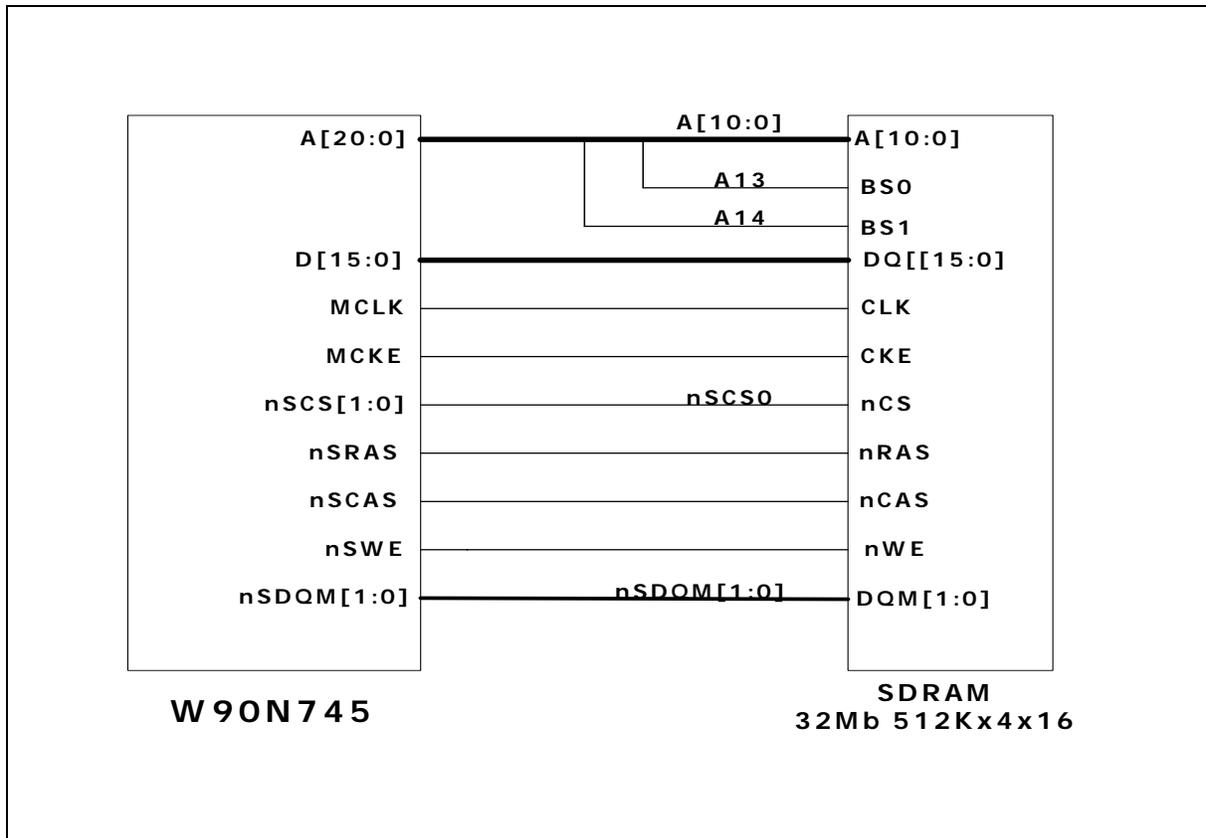 A[10:0]
A[20:0] A[10:0]
A13 BS0
A14 BS1
D[15:0] DQ[[15:0]
MCLK CLK
MCKE CKE
nSCS[1:0] nSCS0 nCS
nSRAS nRAS
nSCAS nCAS
nSWE nWE
nSDQM[1:0] nSDQM[1:0] DQM[1:0]
W90N745
SDRAM
32Mb 512Kx4x16